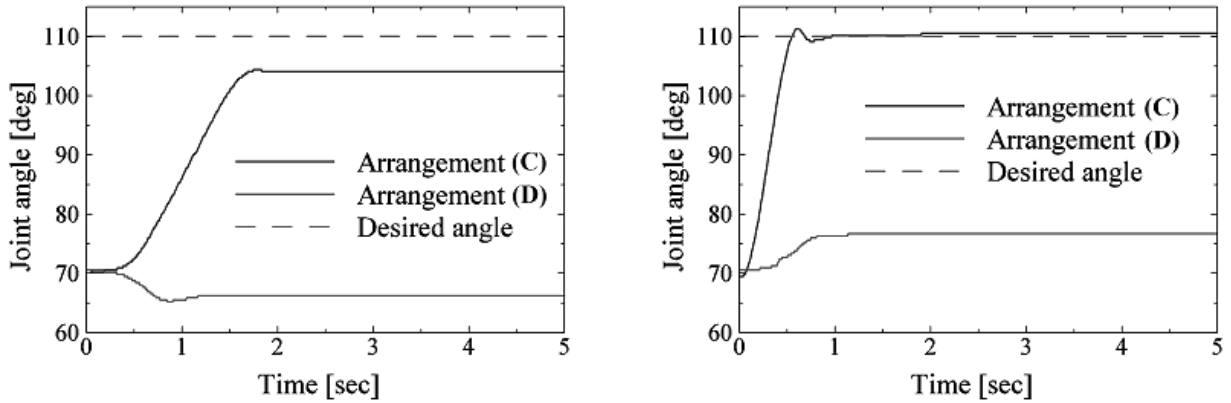 110
100
90
80
70
60
Joint angle [deg]
Arrangement (C)
Arrangement (D)
Desired angle
0
1
2
3
4
5
Time [sec]
110
100
90
80
70
60
Joint angle [deg]
Arrangement (C)
Arrangement (D)
Desired angle
0
1
2
3
4
5
Time [sec]